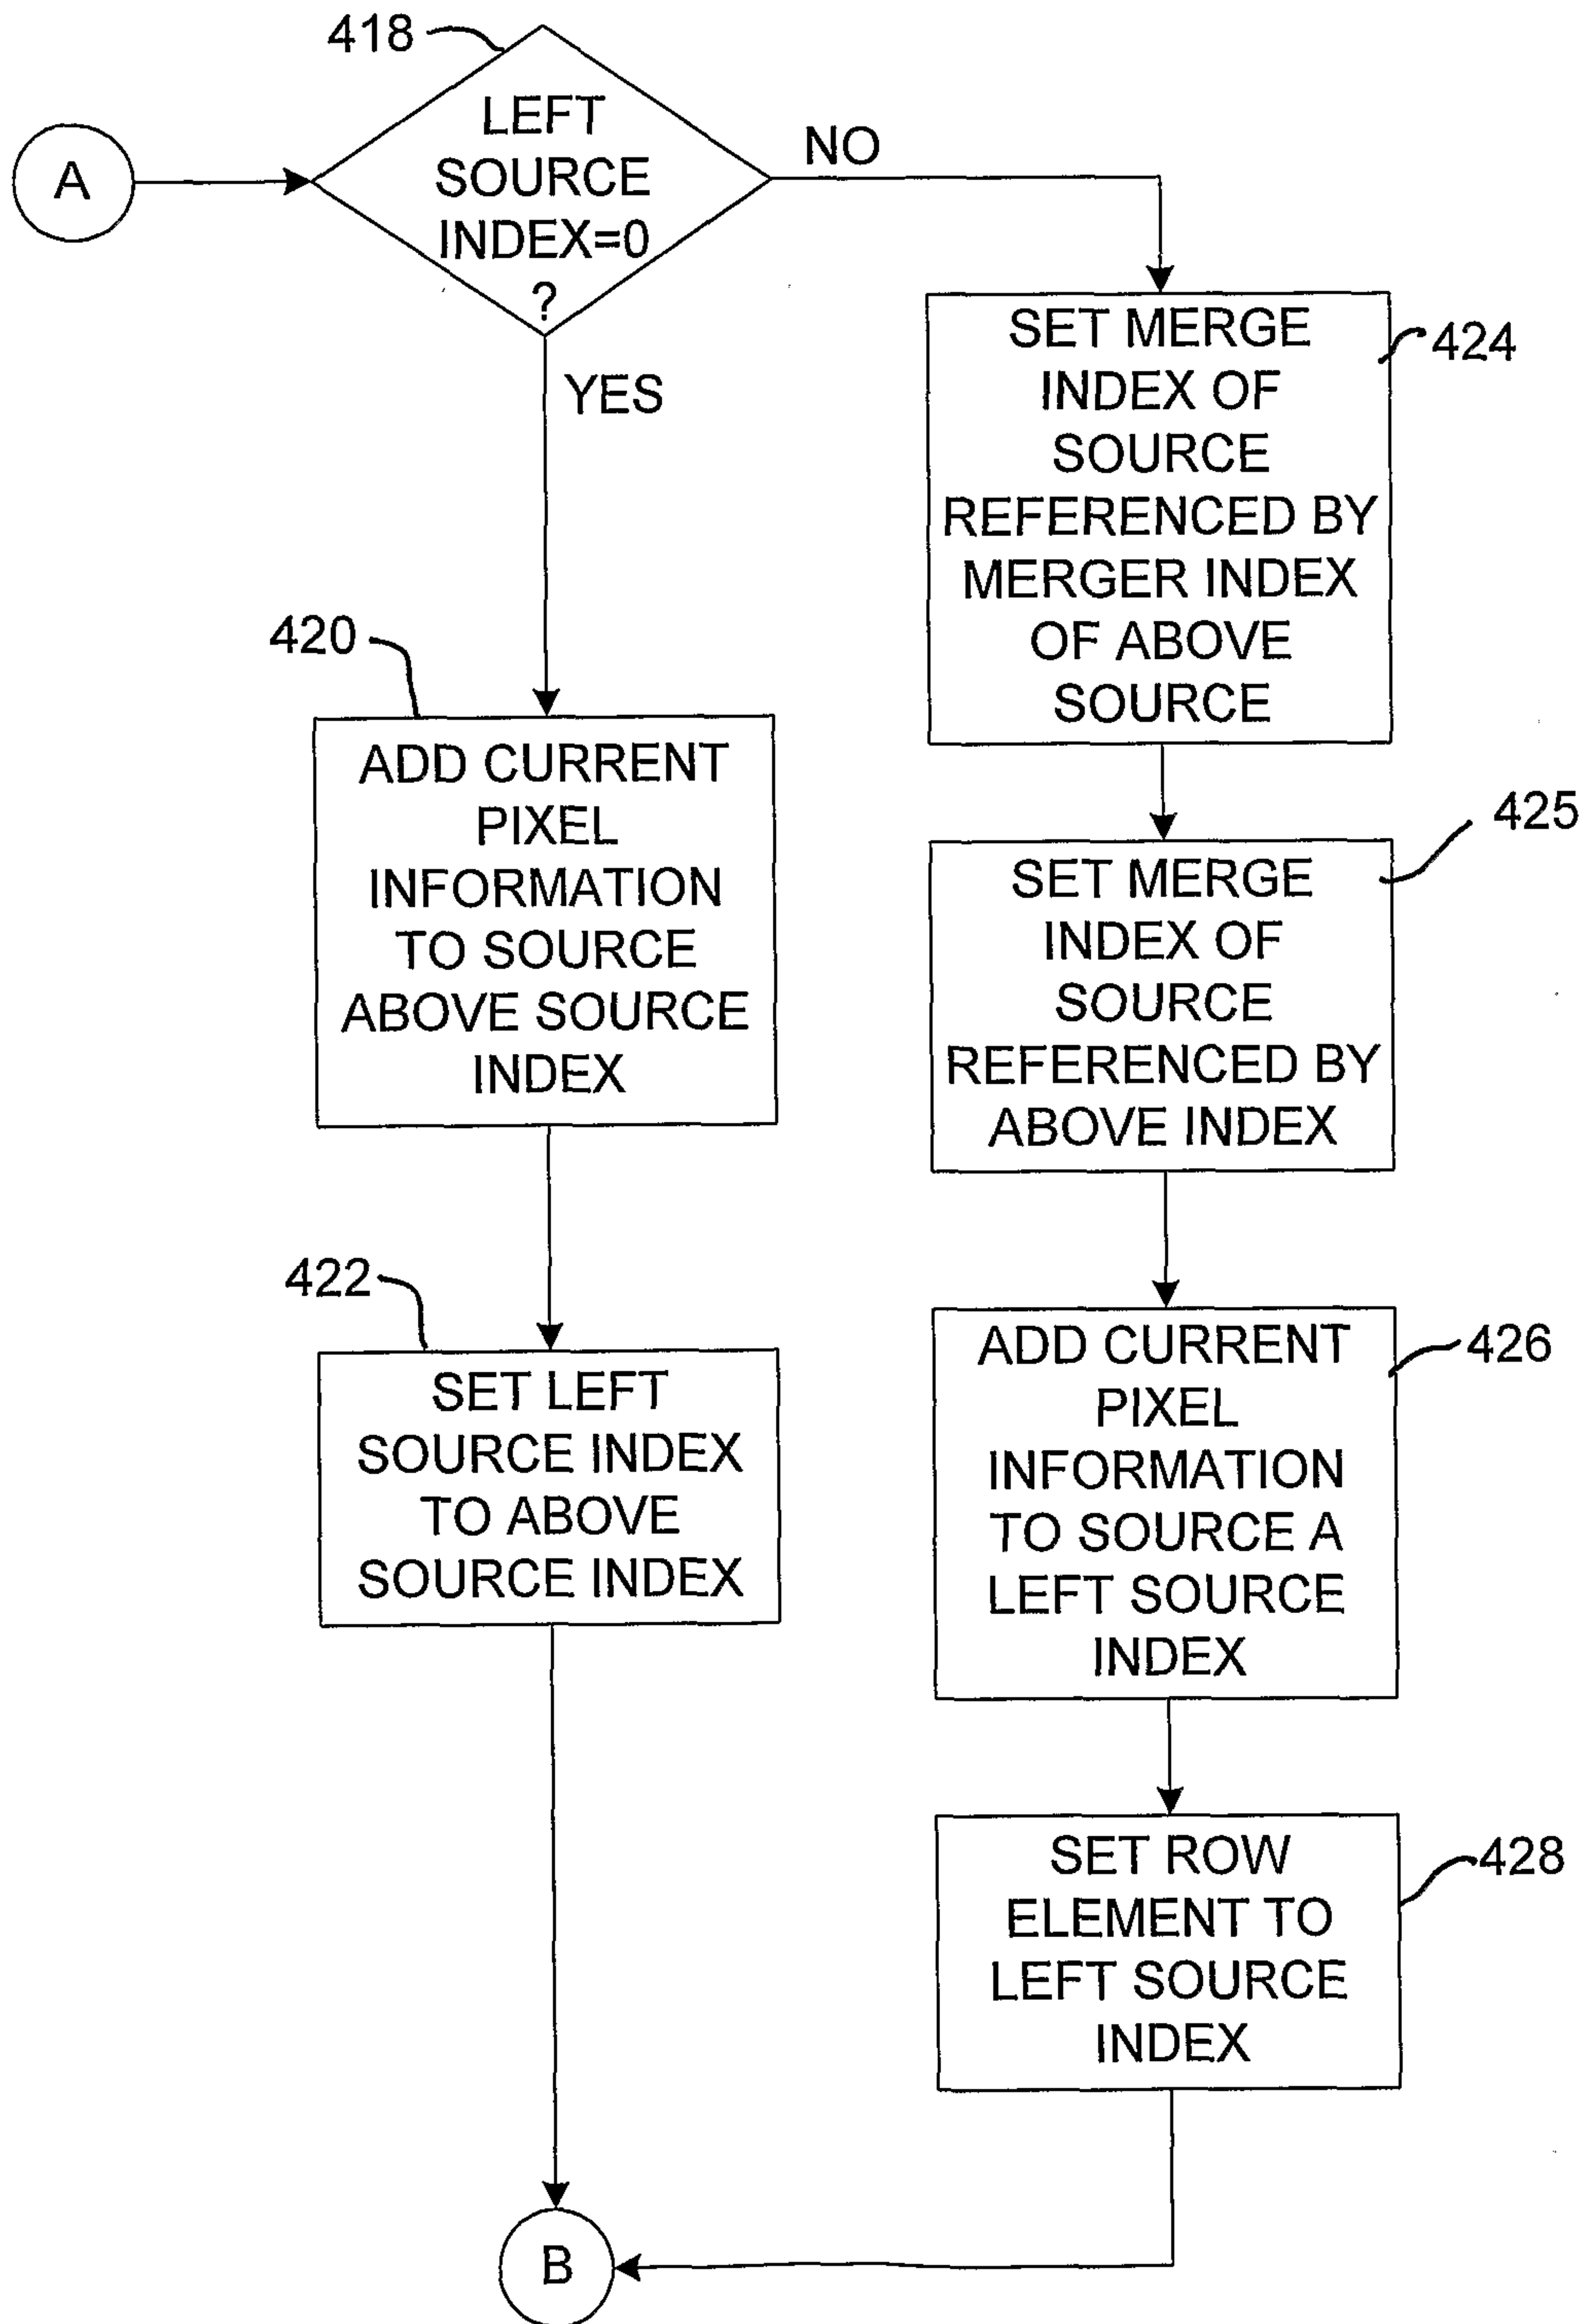 418
LEFT
SOURCE
INDEX=0
?
A
NO
YES
SET MERGE
INDEX OF
SOURCE
REFERENCED BY
MERGER INDEX
OF ABOVE
SOURCE
424
420
ADD CURRENT
PIXEL
INFORMATION
TO SOURCE
ABOVE SOURCE
INDEX
425
SET MERGE
INDEX OF
SOURCE
REFERENCED BY
ABOVE INDEX
422
SET LEFT
SOURCE INDEX
TO ABOVE
SOURCE INDEX
426
ADD CURRENT
PIXEL
INFORMATION
TO SOURCE A
LEFT SOURCE
INDEX
428
SET ROW
ELEMENT TO
LEFT SOURCE
INDEX
B